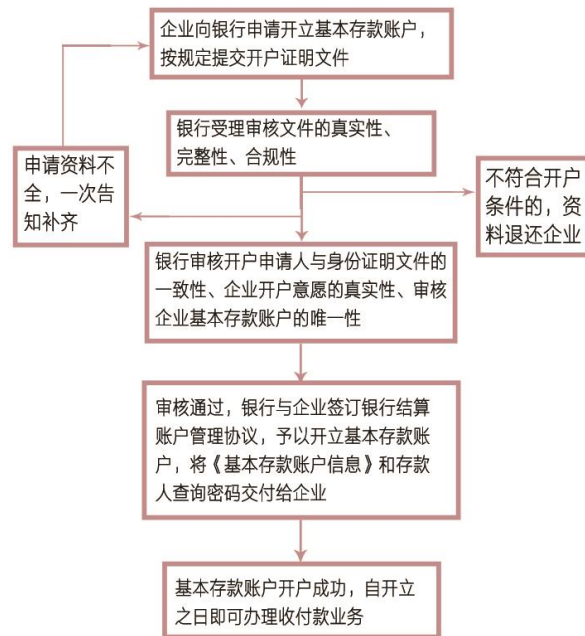 企业向银行申请开立基本存款账户，
按规定提交开户证明文件
银行受理审核文件的真实性、
完整性、合规性
申请资料不
全，一次告
知补齐
不符合开户
条件的，资
料退还企业
银行审核开户申请人与身份证明文件的
一致性、企业开户意愿的真实性、审核
企业基本存款账户的唯一性
审核通过，银行与企业签订银行结算
账户管理协议，予以开立基本存款账
户，将《基本存款账户信息》和存款
人查询密码交付给企业
基本存款账户开户成功，自开立
之日即可办理收付款业务